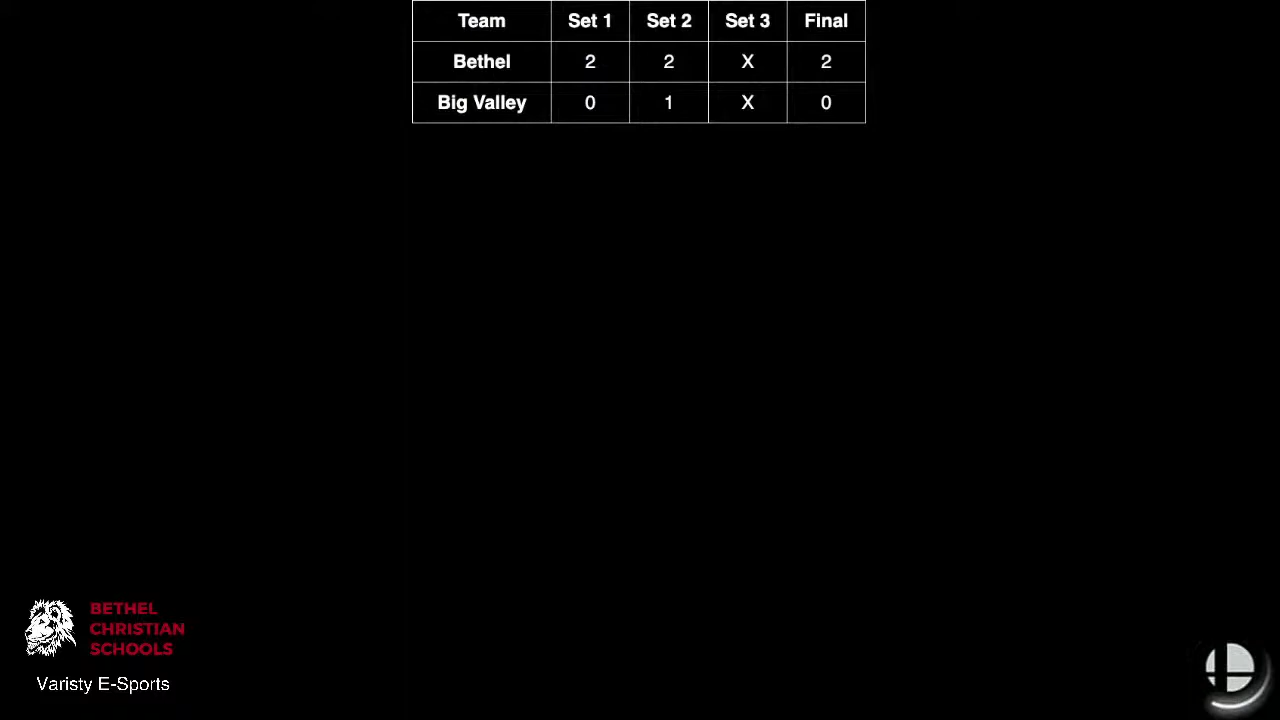 Team Set 1 Set 2 Set 3 Final
Bethel 2 2 X 2
Big Valley 0 1 X 0
BETHEL
CHRISTIAN
SCHOOLS
Varisty E-Sports